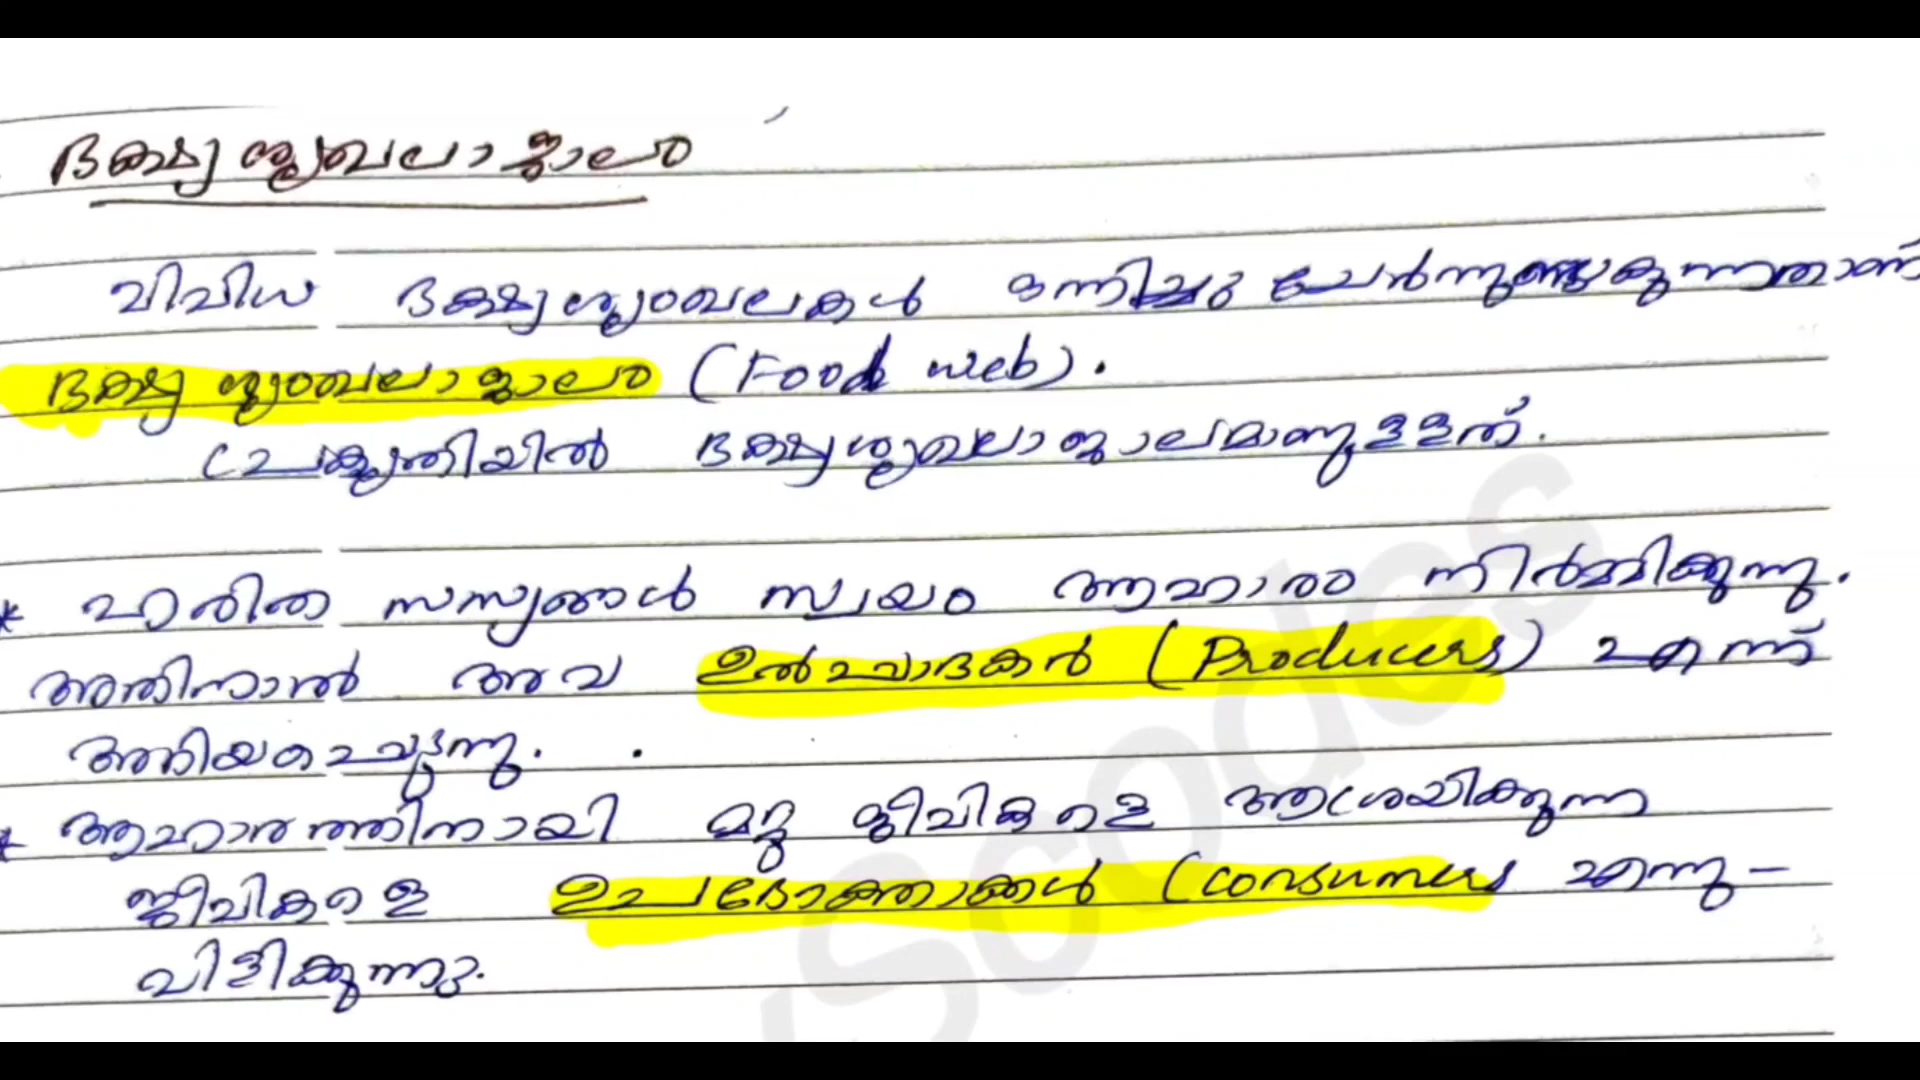 ഭക്ഷ്യ ശൃംഖലാ ജാലം
വിവിധ ഭക്ഷ്യശൃംഖലകൾ ഒന്നിച്ചു ചേർന്നുണ്ടാകുന്നതാണ്
ഭക്ഷ്യ ശൃംഖലാ ജാലം (Food web).
പ്രകൃതിയിൽ ഭക്ഷ്യശൃംഖലാ ജാലമാണുള്ളത്.
* ഹരിത സസ്യങ്ങൾ സ്വയം ആഹാരം നിർമ്മിക്കുന്നു.
അതിനാൽ അവ ഉൽപ്പാദകർ (Producers) എന്ന്
അറിയപ്പെടുന്നു.
* ആഹാരത്തിനായി മറ്റു ജീവികളെ ആശ്രയിക്കുന്ന
ജീവികളെ ഉപഭോക്താക്കൾ (consumers എന്നു-
വിളിക്കുന്നു.
Scodes